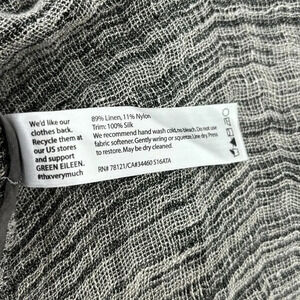 We'd like our
clothes back.
Recycle them at
our US stores
and support
GREEN EILEEN.
#thxverymuch
89% Linen, 11% Nylon.
Trim: 100% Silk
We recommend hand wash cold, no bleach. Do not use
fabric softener. Gently wring or squeeze. Line dry. Press
to restore. May be dry cleaned.
RN# 78121/CA#34460 S16ATA